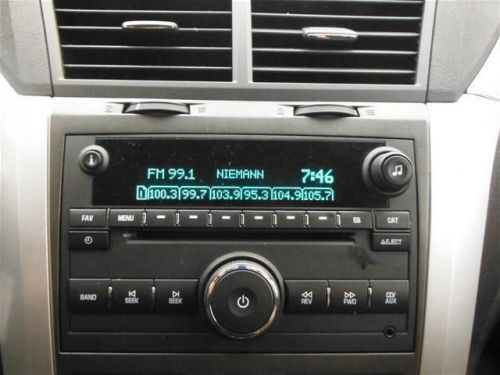 FM 99.1 NIEMANN 7:46
1 100.3 99.7 103.9 95.3 104.9 105.7
FAV MENU EQ CAT
EJECT
BAND SEEK SEEK REV FWD CD/ AUX